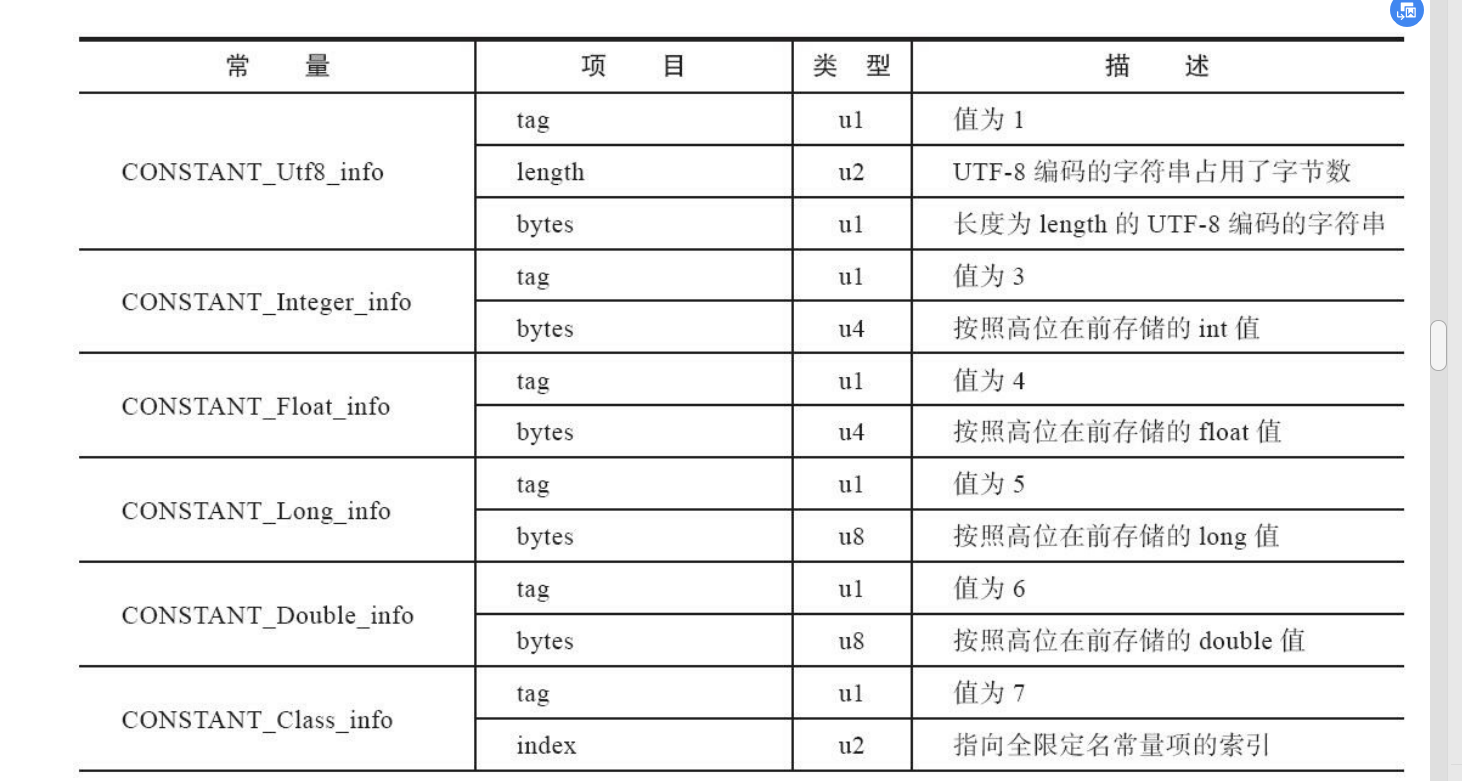 常 量 项 目 类 型 描 述
CONSTANT_Utf8_info tag u1 值为 1
length u2 UTF-8 编码的字符串占用了字节数
bytes u1 长度为 length 的 UTF-8 编码的字符串
CONSTANT_Integer_info tag u1 值为 3
bytes u4 按照高位在前存储的 int 值
CONSTANT_Float_info tag u1 值为 4
bytes u4 按照高位在前存储的 float 值
CONSTANT_Long_info tag u1 值为 5
bytes u8 按照高位在前存储的 long 值
CONSTANT_Double_info tag u1 值为 6
bytes u8 按照高位在前存储的 double 值
CONSTANT_Class_info tag u1 值为 7
index u2 指向全限定名常量项的索引